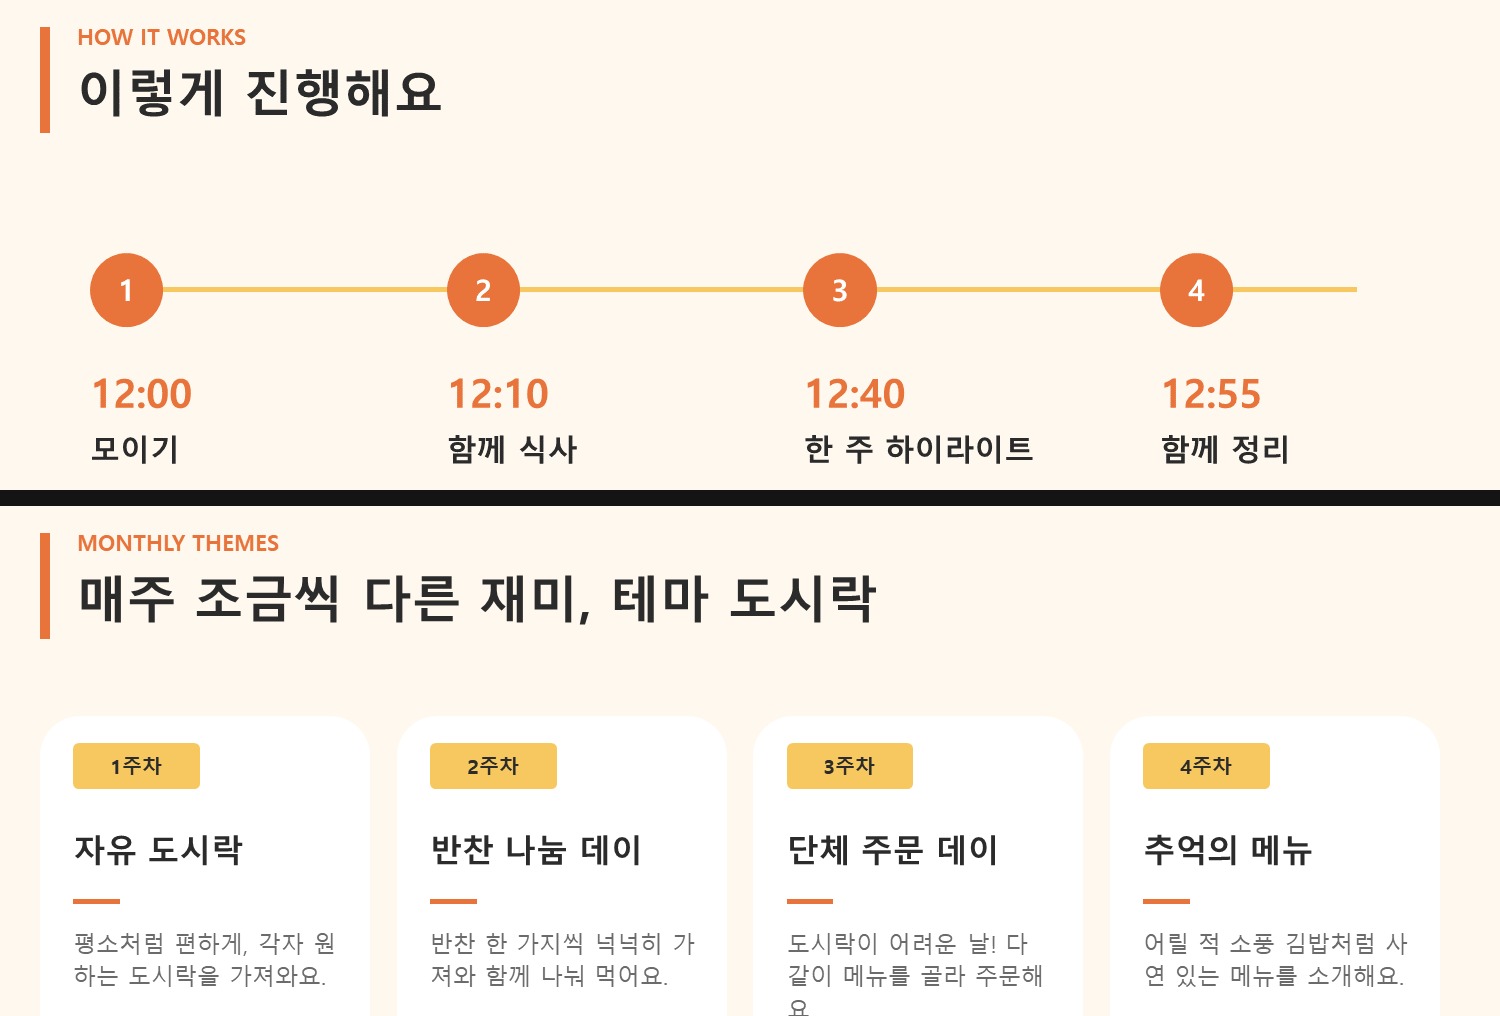 HOW IT WORKS
이렇게 진행해요
1
2
3
4
12:00
12:10
12:40
12:55
모이기
함께 식사
한 주 하이라이트
함께 정리
MONTHLY THEMES
매주 조금씩 다른 재미, 테마 도시락
1주차
자유 도시락
평소처럼 편하게, 각자 원
하는 도시락을 가져와요.
2주차
반찬 나눔 데이
반찬 한 가지씩 넉넉히 가
져와 함께 나눠 먹어요.
3주차
단체 주문 데이
도시락이 어려운 날! 다
같이 메뉴를 골라 주문해
요
4주차
추억의 메뉴
어릴 적 소풍 김밥처럼 사
연 있는 메뉴를 소개해요.